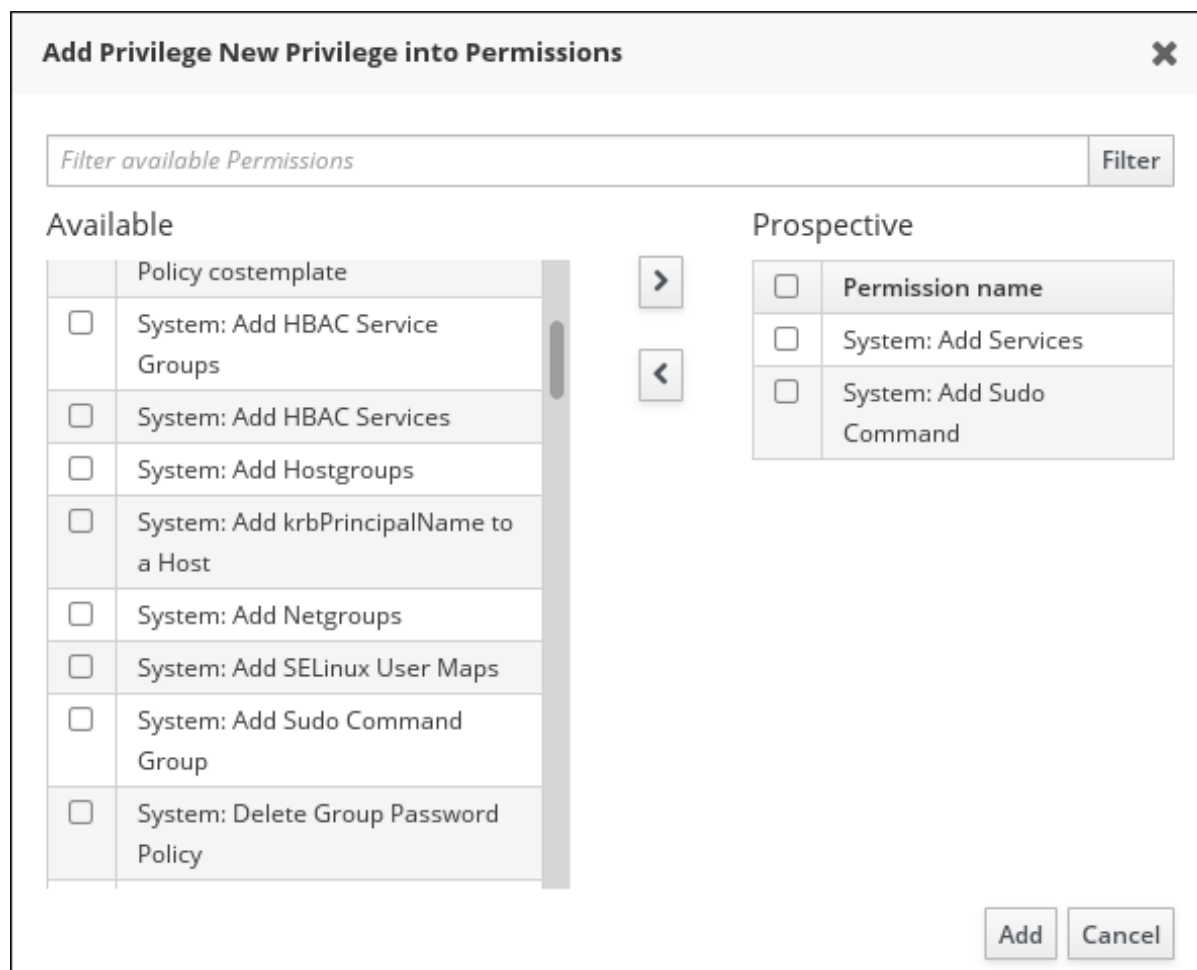 Add Privilege New Privilege into Permissions
Filter available Permissions
Filter
Available
Policy costemplate
System: Add HBAC Service
Groups
System: Add HBAC Services
System: Add Hostgroups
System: Add krbPrincipalName to
a Host
System: Add Netgroups
System: Add SELinux User Maps
System: Add Sudo Command
Group
System: Delete Group Password
Policy
Prospective
Permission name
System: Add Services
System: Add Sudo
Command
Add
Cancel